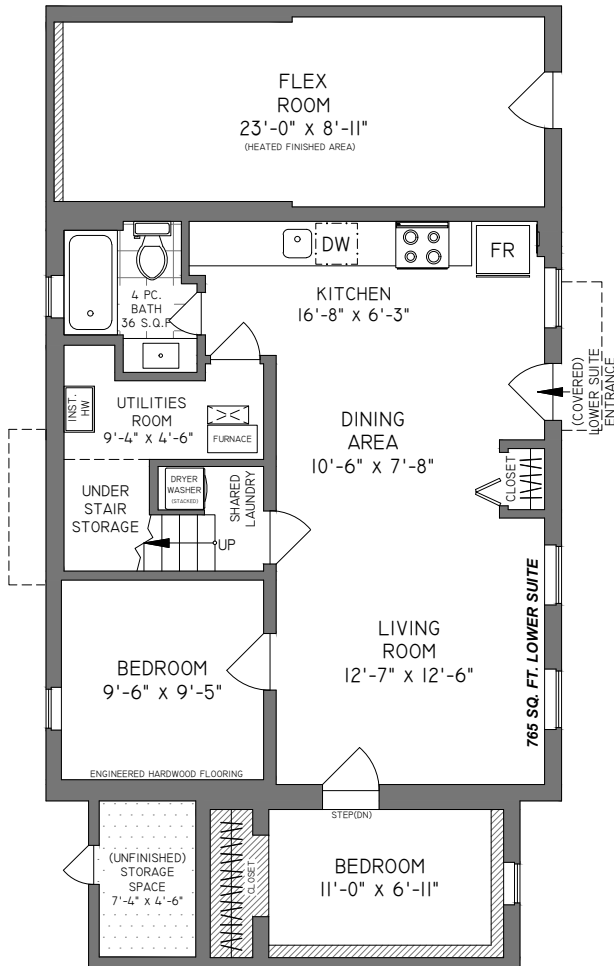 FLEX
ROOM
23'-0" X 8'-11"
(HEATED FINISHED AREA)
DW
FR
4 PC.
BATH
36 S.Q.F
KITCHEN
16'-8" X 6'-3"
(COVERED)
LOWER SUITE
ENTRANCE
INST.
HW
UTILITIES
ROOM
9'-4" X 4'-6"
FURNACE
DINING
AREA
10'-6" X 7'-8"
CLOSET
UNDER
STAIR
STORAGE
DRYER
WASHER
(STACKED)
SHARED
LAUNDRY
UP
LIVING
ROOM
12'-7" X 12'-6"
765 SQ. FT. LOWER SUITE
BEDROOM
9'-6" X 9'-5"
ENGINEERED HARDWOOD FLOORING
STEP(DN)
(UNFINISHED)
STORAGE
SPACE
7'-4" X 4'-6"
CLOSET
BEDROOM
11'-0" X 6'-11"